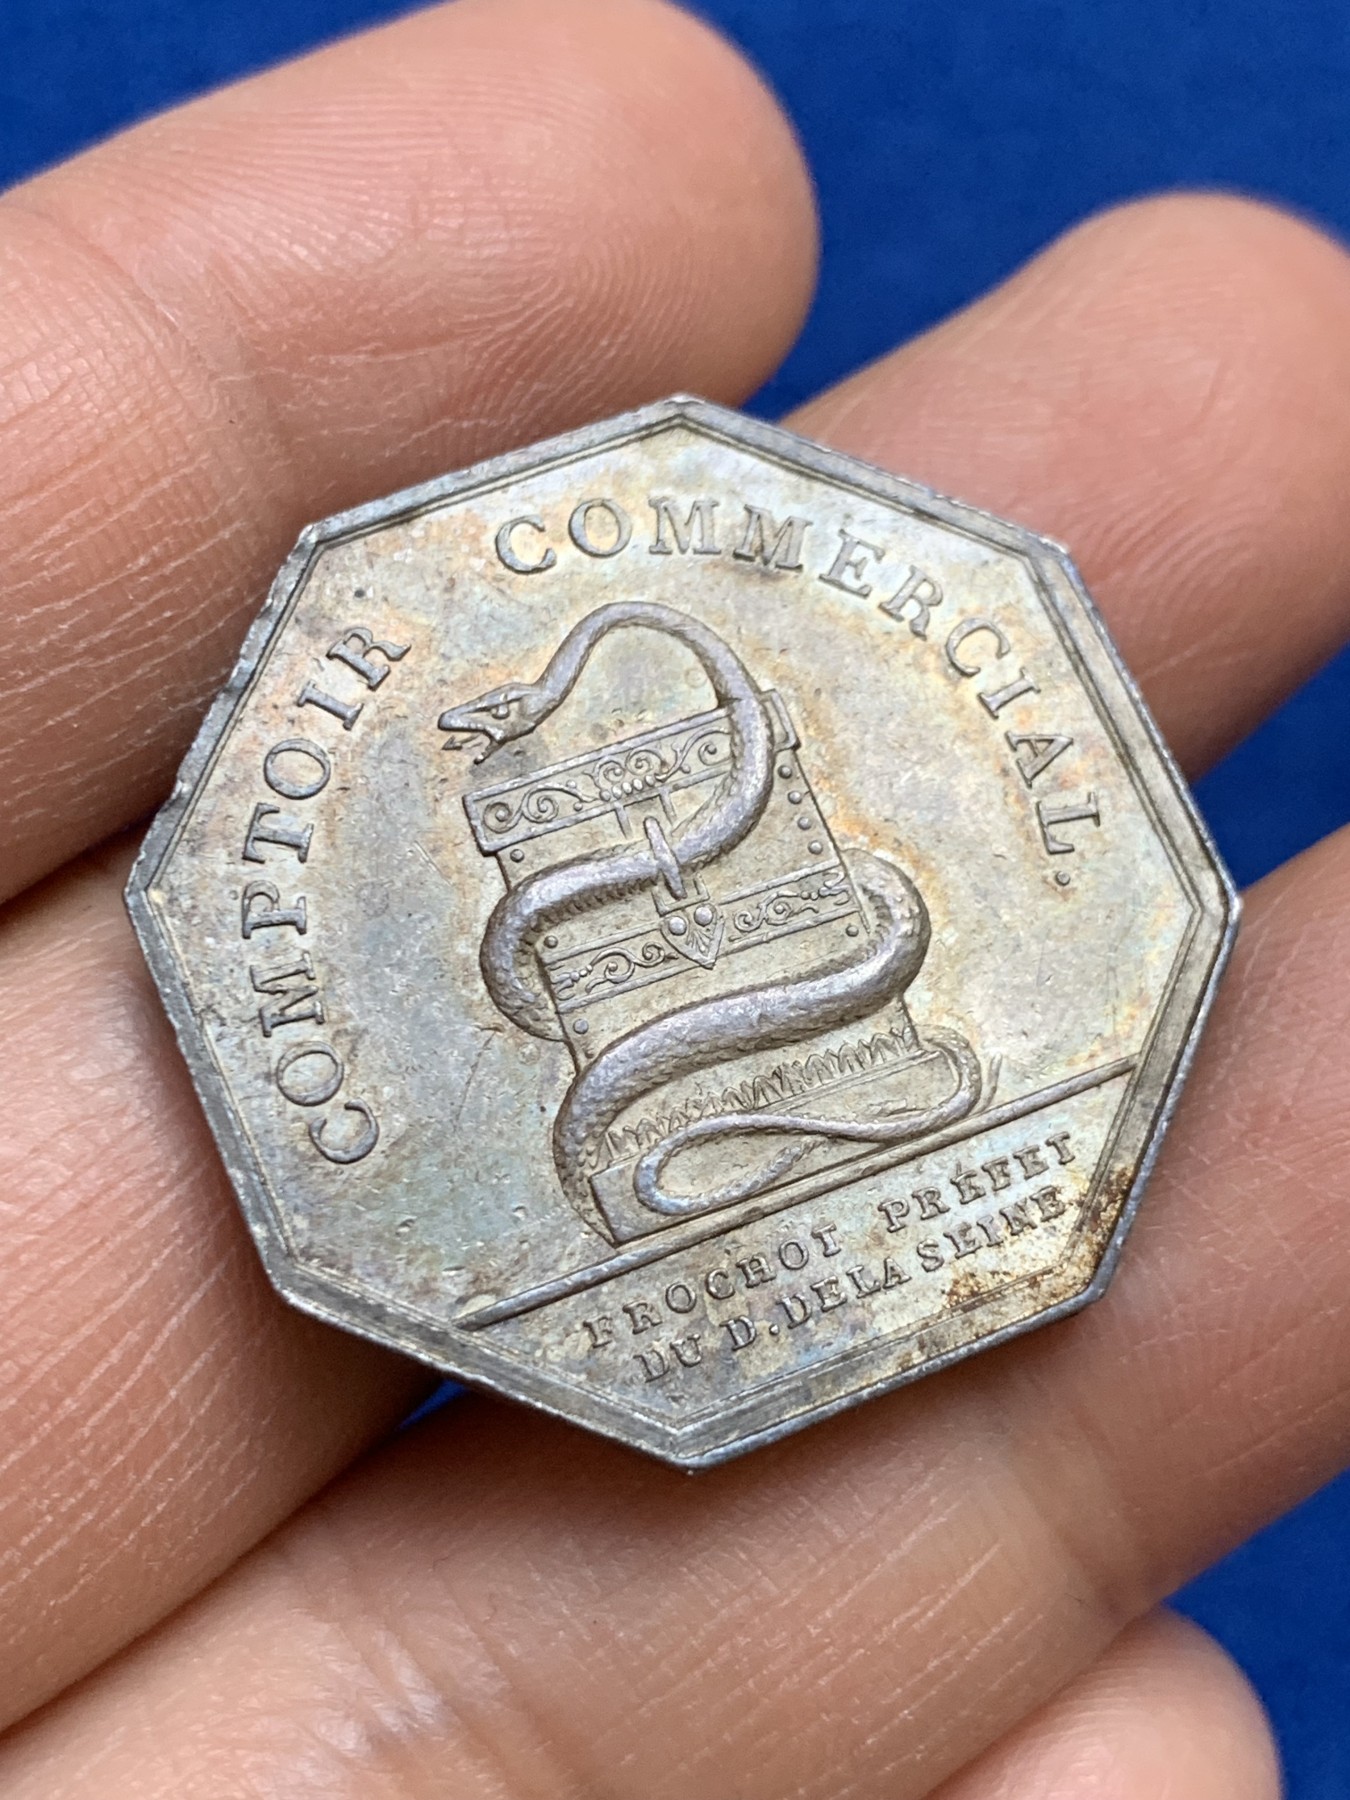 COMPTOIR COMMERCIAL.
FROCHOT PRÉFET
DU D. DE LA SEINE